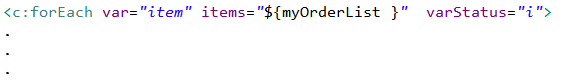 <c:forEach var="item" items="${myOrderList }"  varStatus="i">
.
.
.